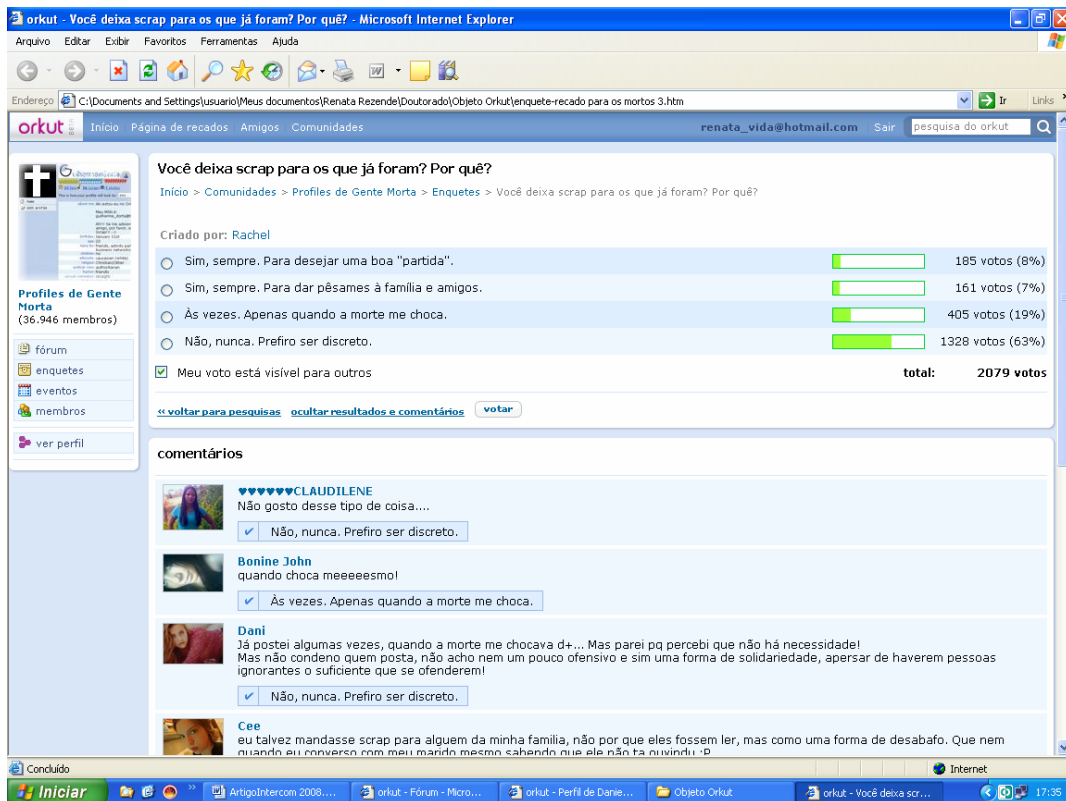 orkut - Você deixa scrap para os que já foram? Por quê? - Microsoft Internet Explorer
Arquivo Editar Exibir Favoritos Ferramentas Ajuda
Endereço C:\Documents and Settings\usuario\Meus documentos\Renata Rezende\Doutorado\Objeto Orkut\enquete-recado para os mortos 3.htm Ir Links
orkut Início Página de recados Amigos Comunidades renata_vida@hotmail.com Sair pesquisa do orkut
Você deixa scrap para os que já foram? Por quê?
Início > Comunidades > Profiles de Gente Morta > Enquetes > Você deixa scrap para os que já foram? Por quê?
Criado por: Rachel
Sim, sempre. Para desejar uma boa "partida". 185 votos (8%)
Sim, sempre. Para dar pêsames à família e amigos. 161 votos (7%)
Às vezes. Apenas quando a morte me choca. 405 votos (19%)
Não, nunca. Prefiro ser discreto. 1328 votos (63%)
Meu voto está visível para outros total: 2079 votos
<< voltar para pesquisas ocultar resultados e comentários votar
Profiles de Gente
Morta
(36.946 membros)
fórum
enquetes
eventos
membros
ver perfil
comentários
♥♥♥♥♥♥CLAUDILENE
Não gosto desse tipo de coisa....
Não, nunca. Prefiro ser discreto.
Bonine John
quando choca meeeeesmo!
Às vezes. Apenas quando a morte me choca.
Dani
Já postei algumas vezes, quando a morte me chocava d+... Mas parei pq percebi que não há necessidade!
Mas não condeno quem posta, não acho nem um pouco ofensivo e sim uma forma de solidariedade, apersar de haverem pessoas
ignorantes o suficiente que se ofenderem!
Não, nunca. Prefiro ser discreto.
Cee
eu talvez mandasse scrap para alguem da minha familia, não por que eles fossem ler, mas como uma forma de desabafo. Que nem
quando eu converso com meu marido mesmo sabendo que ele não ta ouvindu :P
Concluído Internet
Iniciar ArtigoIntercom 2008.... orkut - Fórum - Micro... orkut - Perfil de Danie... Objeto Orkut orkut - Você deixa scr... 17:35